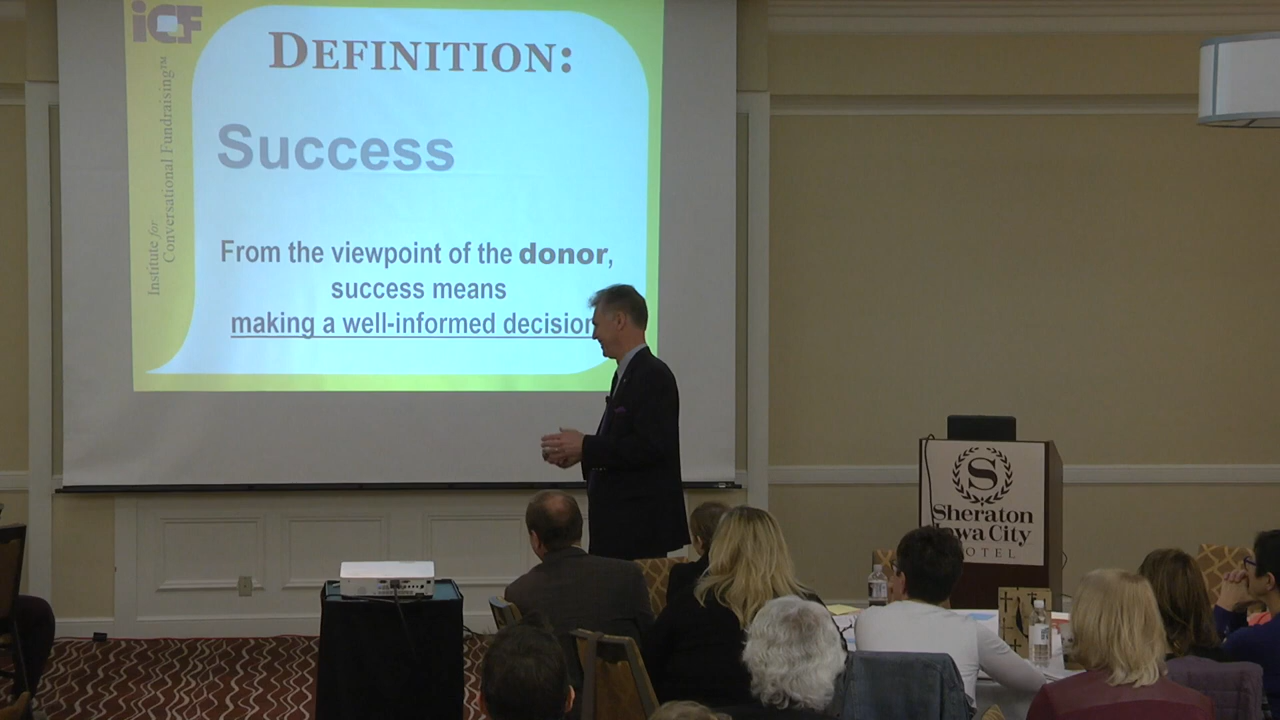 iCF
Institute for
Conversational Fundraising™
DEFINITION:
Success
From the viewpoint of the donor,
success means
making a well-informed decision
S
Sheraton
Iowa City
HOTEL